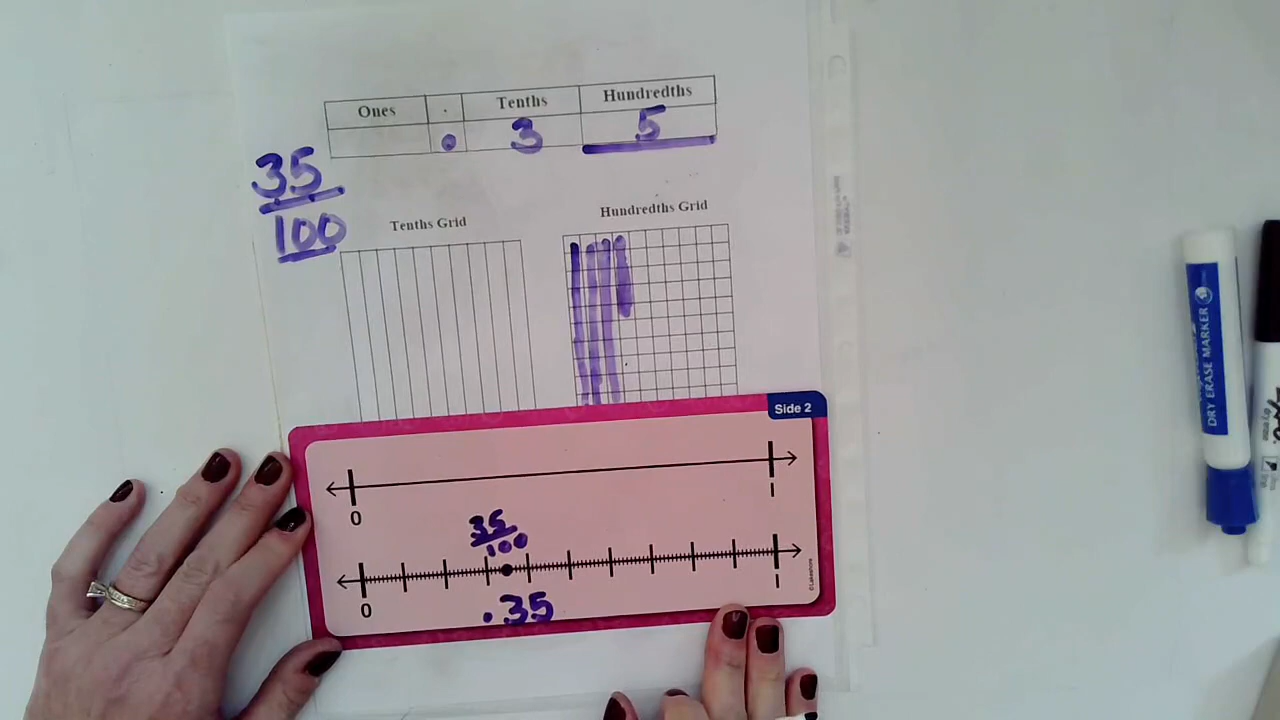 Ones . Tenths Hundredths
. 3 5
35
100
Tenths Grid
Hundredths Grid
Side 2
0 1
35
100
0 1
.35
©Lakeshore
DRY ERASE MARKER